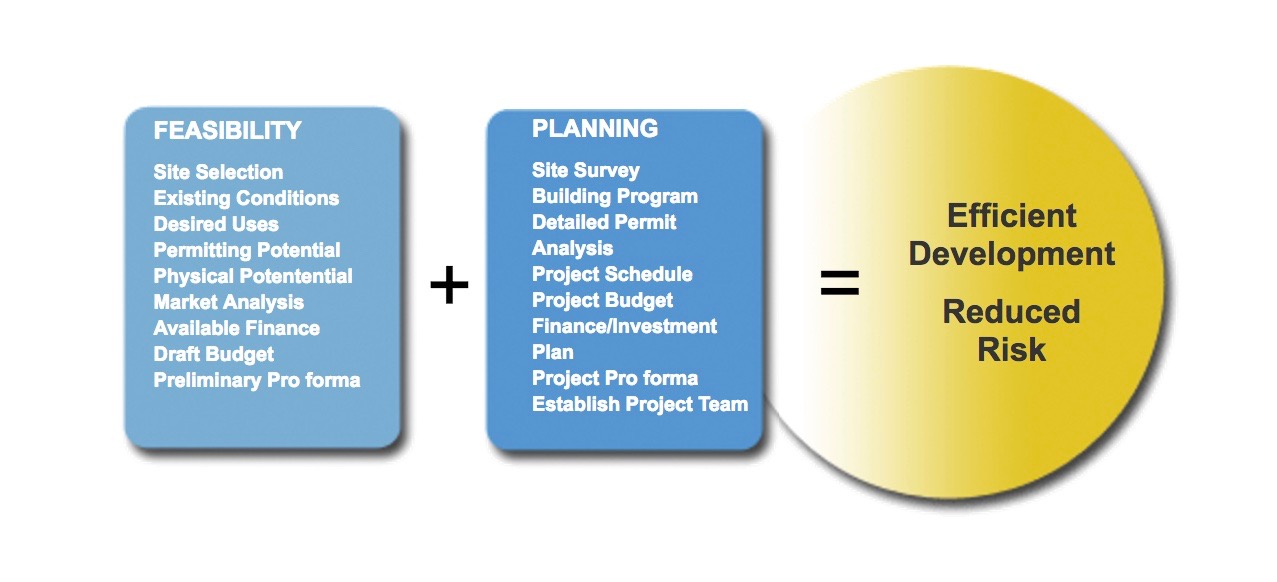 FEASIBILITY
Site Selection
Existing Conditions
Desired Uses
Permitting Potential
Physical Potentential
Market Analysis
Available Finance
Draft Budget
Preliminary Pro forma
+
PLANNING
Site Survey
Building Program
Detailed Permit
Analysis
Project Schedule
Project Budget
Finance/Investment
Plan
Project Pro forma
Establish Project Team
=
Efficient
Development
Reduced
Risk